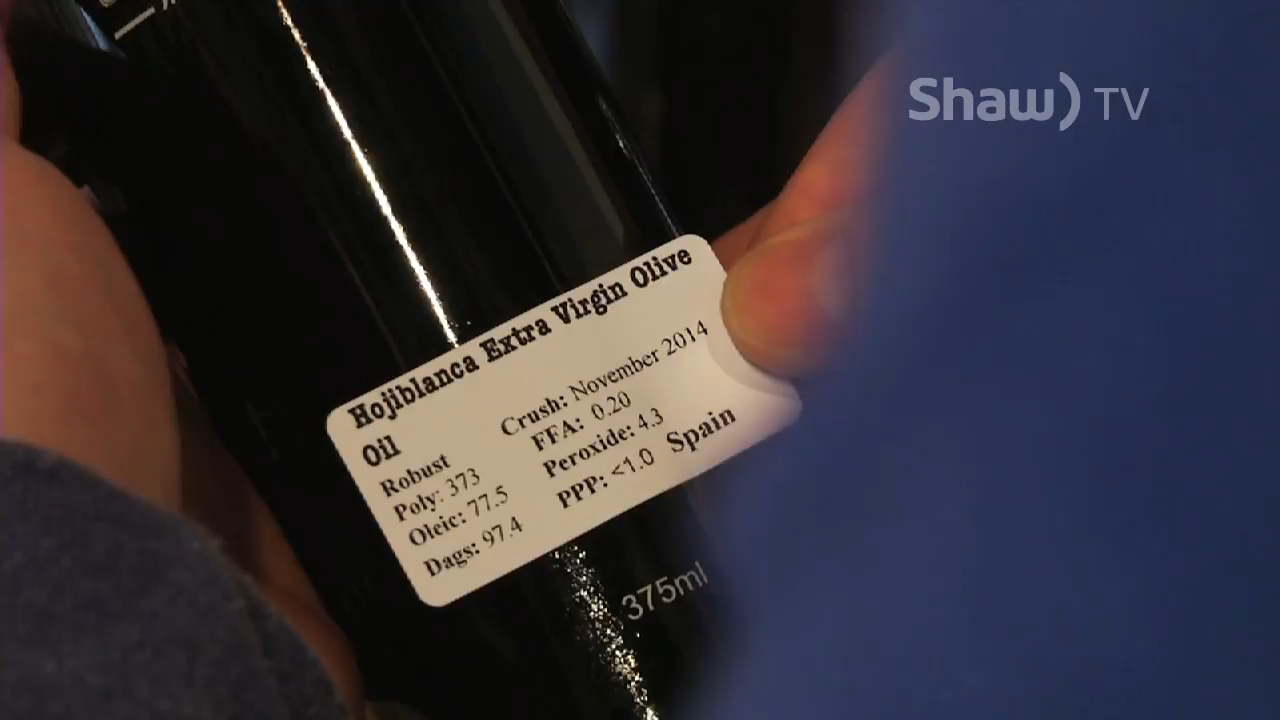 Shaw) TV
Hojiblanca Extra Virgin Olive
Oil
Robust
Poly: 373
Oleic: 77.5
Dags: 97.4
Crush: November 2014
FFA: 0.20
Peroxide: 4.3
PPP: <1.0 Spain
375ml